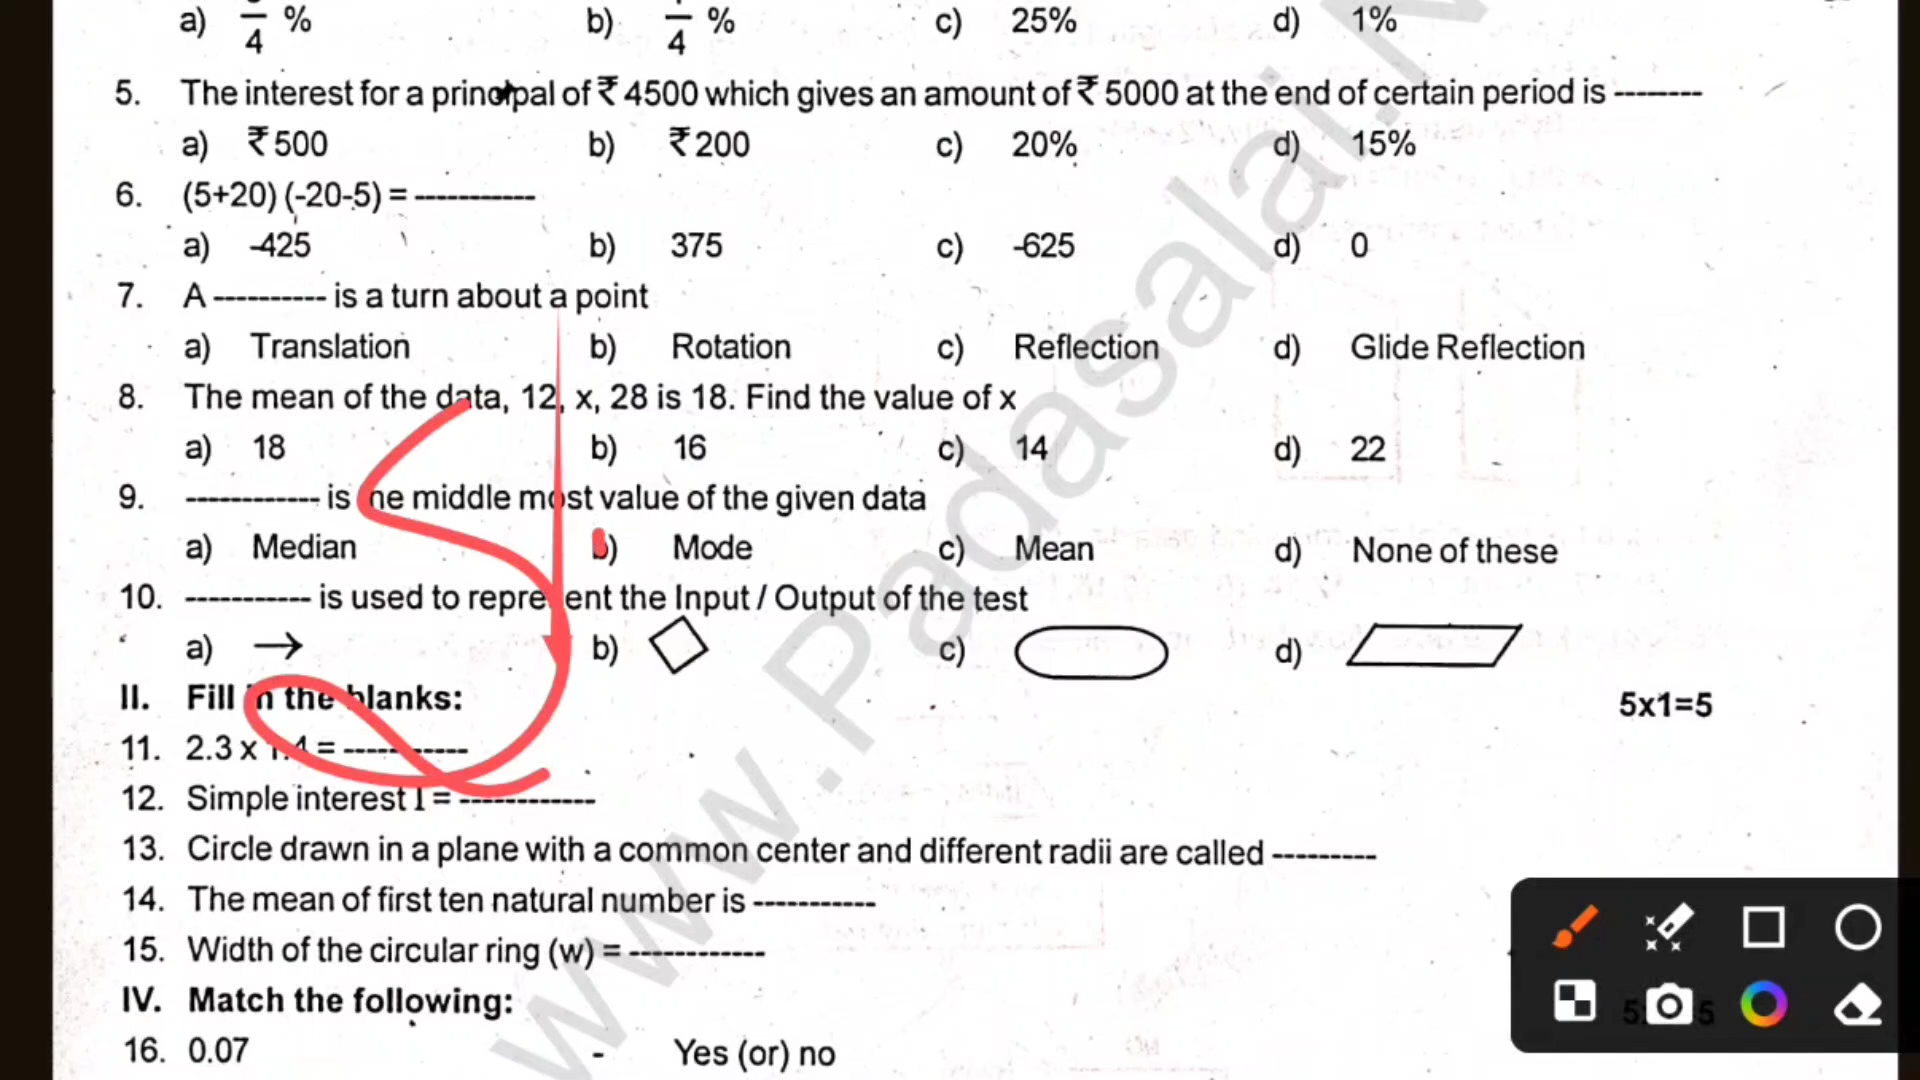 a) 4 % b) 4 % c) 25% d) 1%
5. The interest for a principal of ₹ 4500 which gives an amount of ₹ 5000 at the end of certain period is --------
a) ₹ 500 b) ₹ 200 c) 20% d) 15%
6. (5+20) (-20-5) = -----------
a) -425 b) 375 c) -625 d) 0
7. A ---------- is a turn about a point
a) Translation b) Rotation c) Reflection d) Glide Reflection
8. The mean of the data, 12, x, 28 is 18. Find the value of x
a) 18 b) 16 c) 14 d) 22
9. ------------ is the middle most value of the given data
a) Median b) Mode c) Mean d) None of these
10. ----------- is used to represent the Input / Output of the test
a) → b) c) d)
II. Fill in the blanks: 5x1=5
11. 2.3 x 1.4 = -----------
12. Simple interest I = ------------
13. Circle drawn in a plane with a common center and different radii are called ---------
14. The mean of first ten natural number is -----------
15. Width of the circular ring (w) = ------------
IV. Match the following:
16. 0.07 - Yes (or) no
www.Padasalai.N